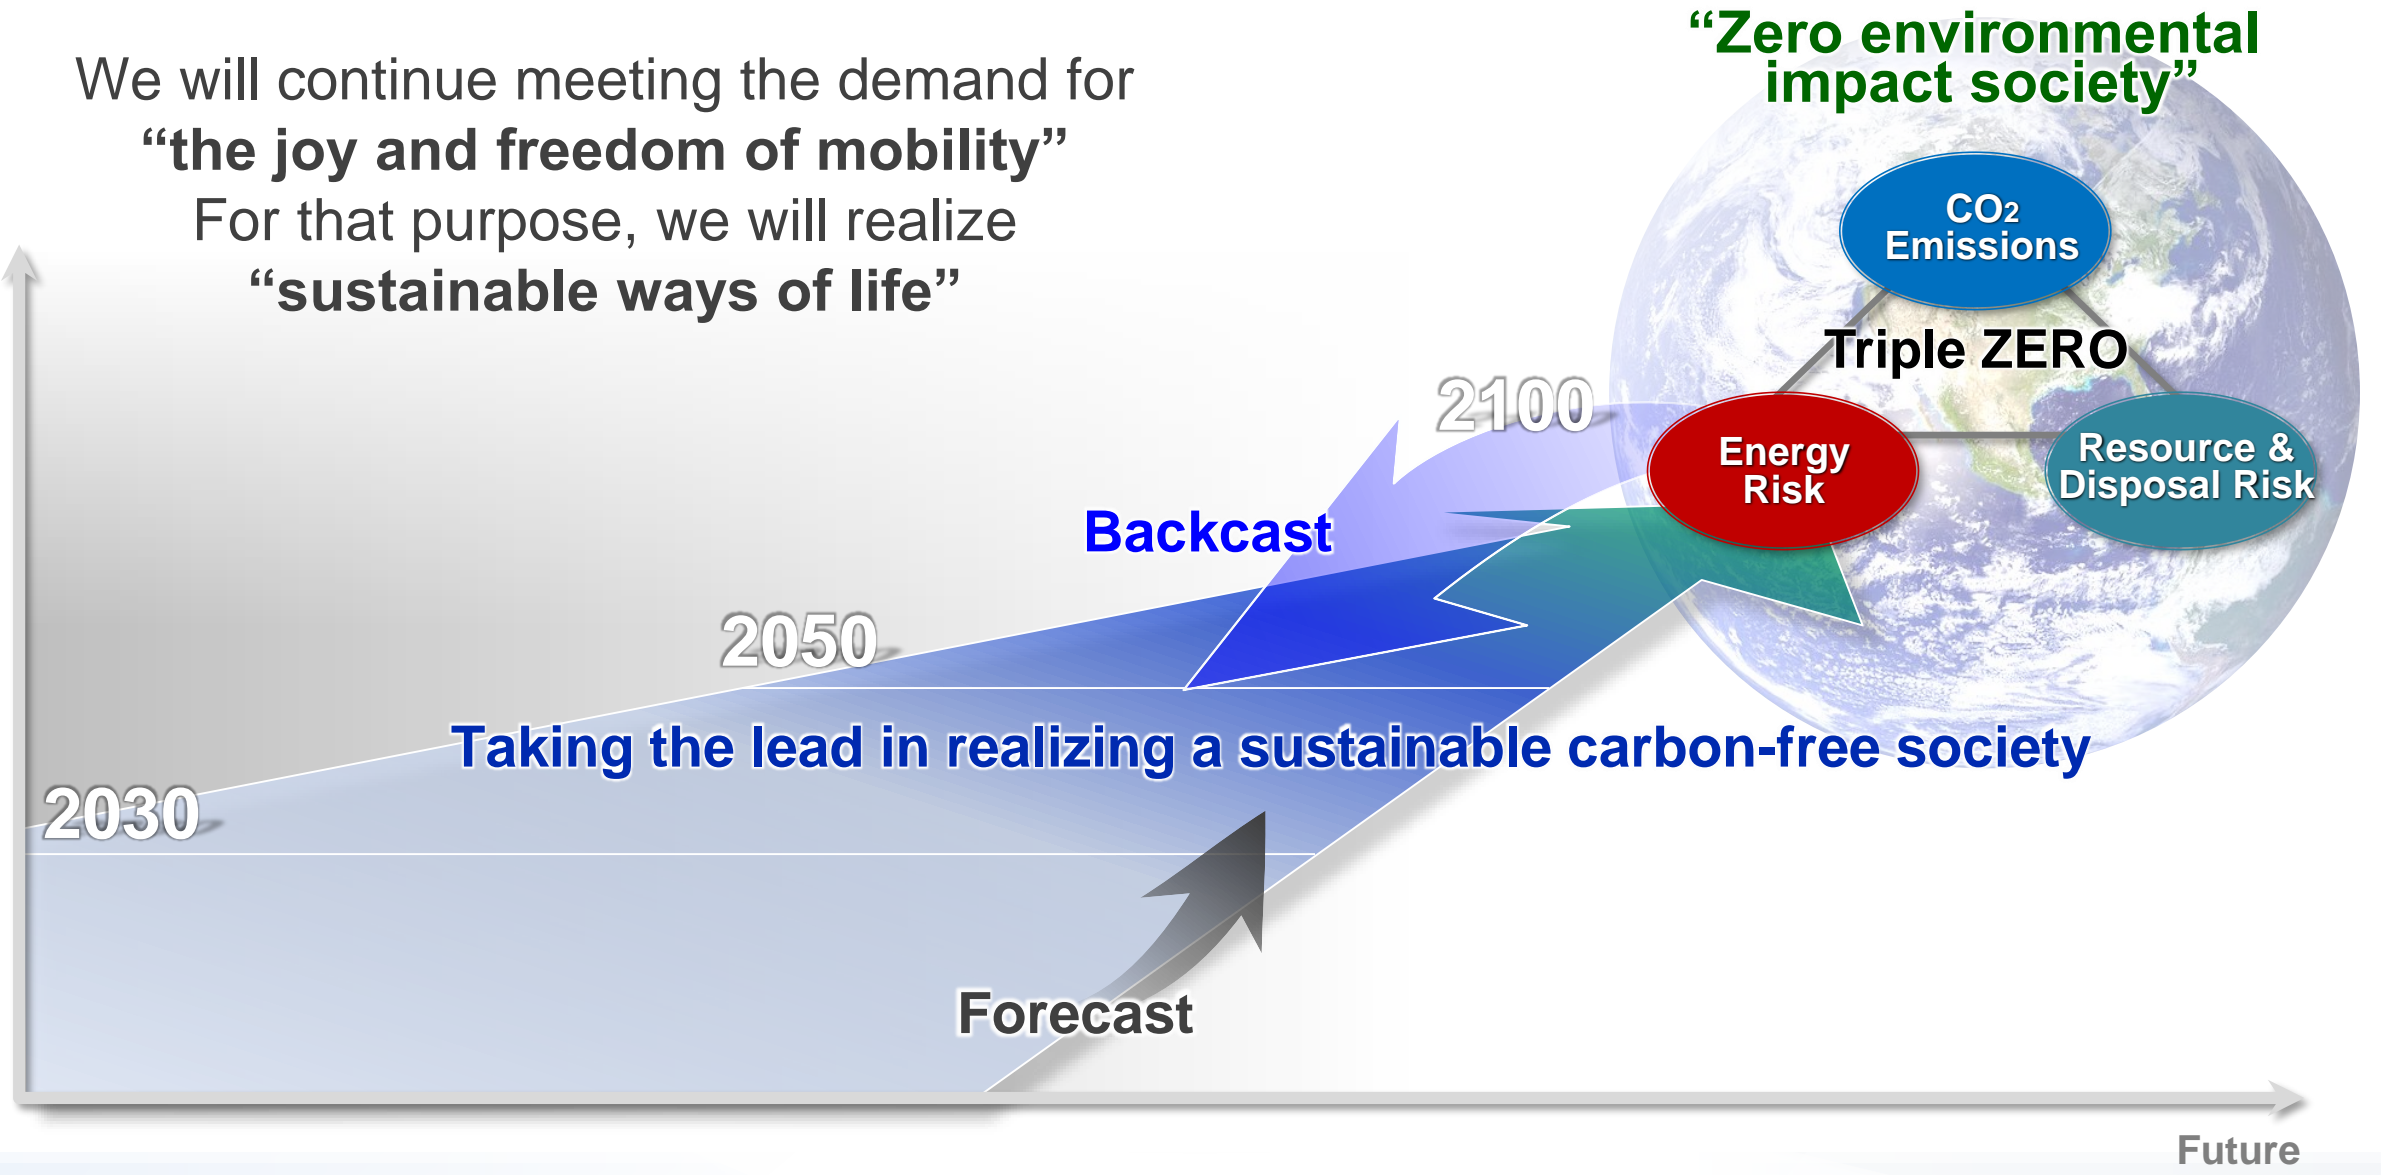 We will continue meeting the demand for
“the joy and freedom of mobility”
For that purpose, we will realize
“sustainable ways of life”
“Zero environmental
impact society”
CO2
Emissions
Triple ZERO
Energy
Risk
Resource &
Disposal Risk
2100
Backcast
2050
Taking the lead in realizing a sustainable carbon-free society
2030
Forecast
Future